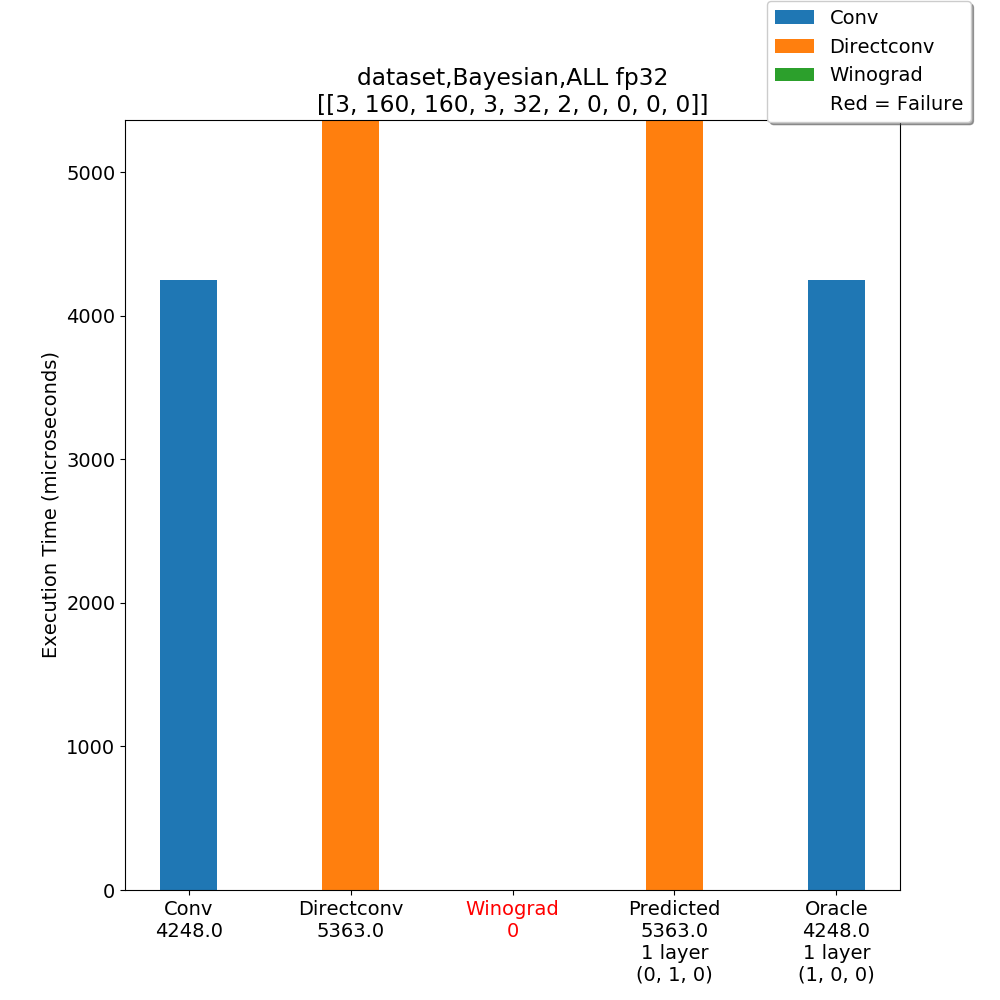 Conv
Directconv
Winograd
Red = Failure
dataset,Bayesian,ALL fp32
[[3, 160, 160, 3, 32, 2, 0, 0, 0, 0]]
Execution Time (microseconds)
5000
4000
3000
2000
1000
0
Conv
4248.0
Directconv
5363.0
Winograd
0
Predicted
5363.0
1 layer
(0, 1, 0)
Oracle
4248.0
1 layer
(1, 0, 0)